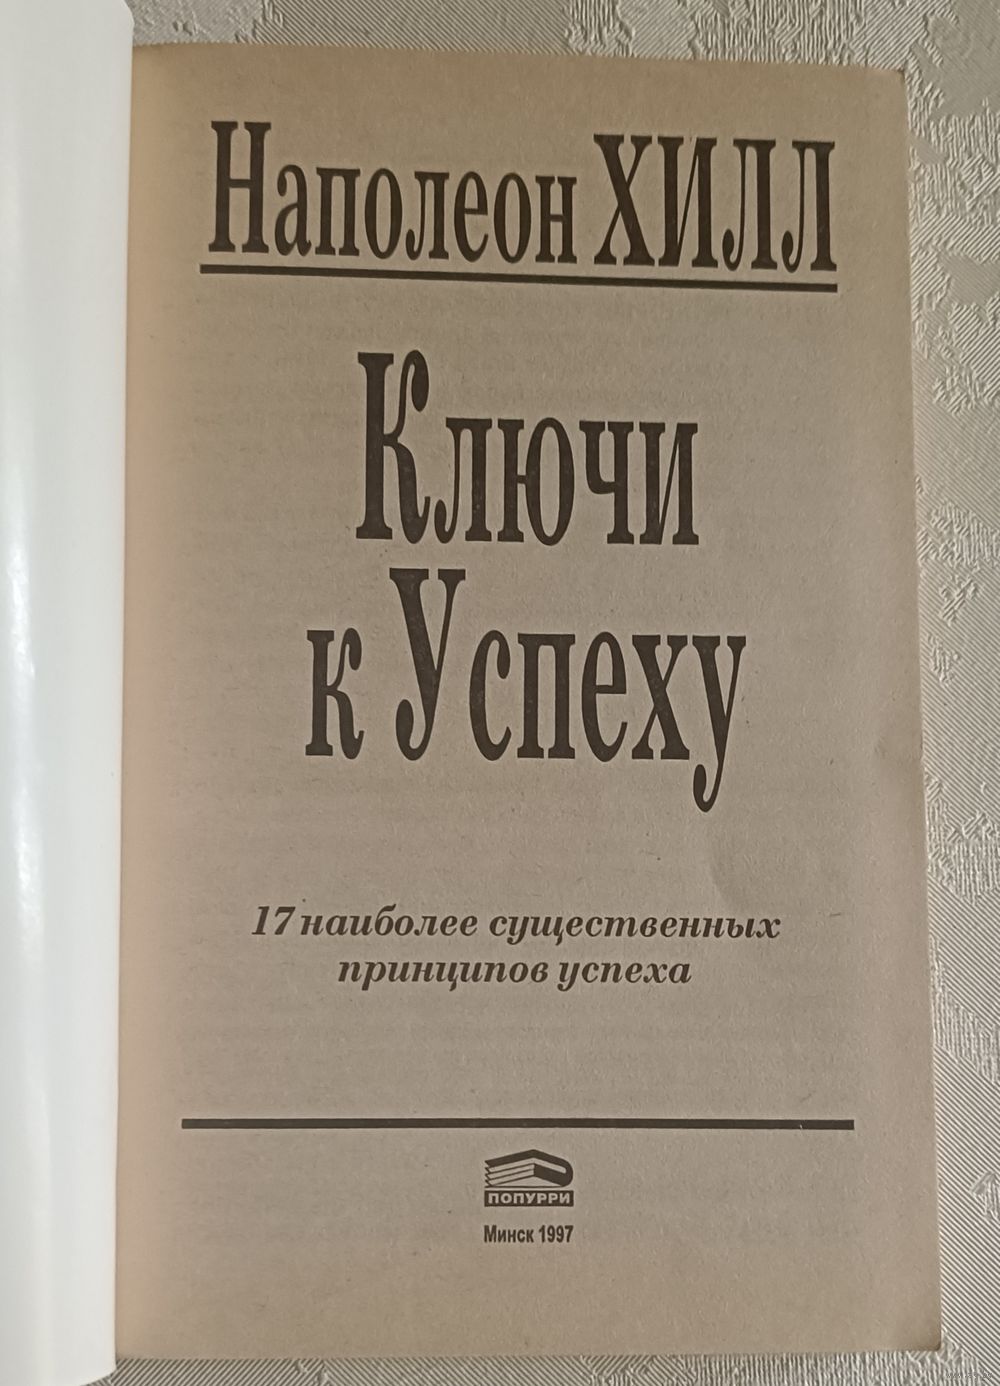 Наполеон ХИЛЛ
Ключи
к Успеху
17 наиболее существенных
принципов успеха
ПОПУРРИ
Минск 1997